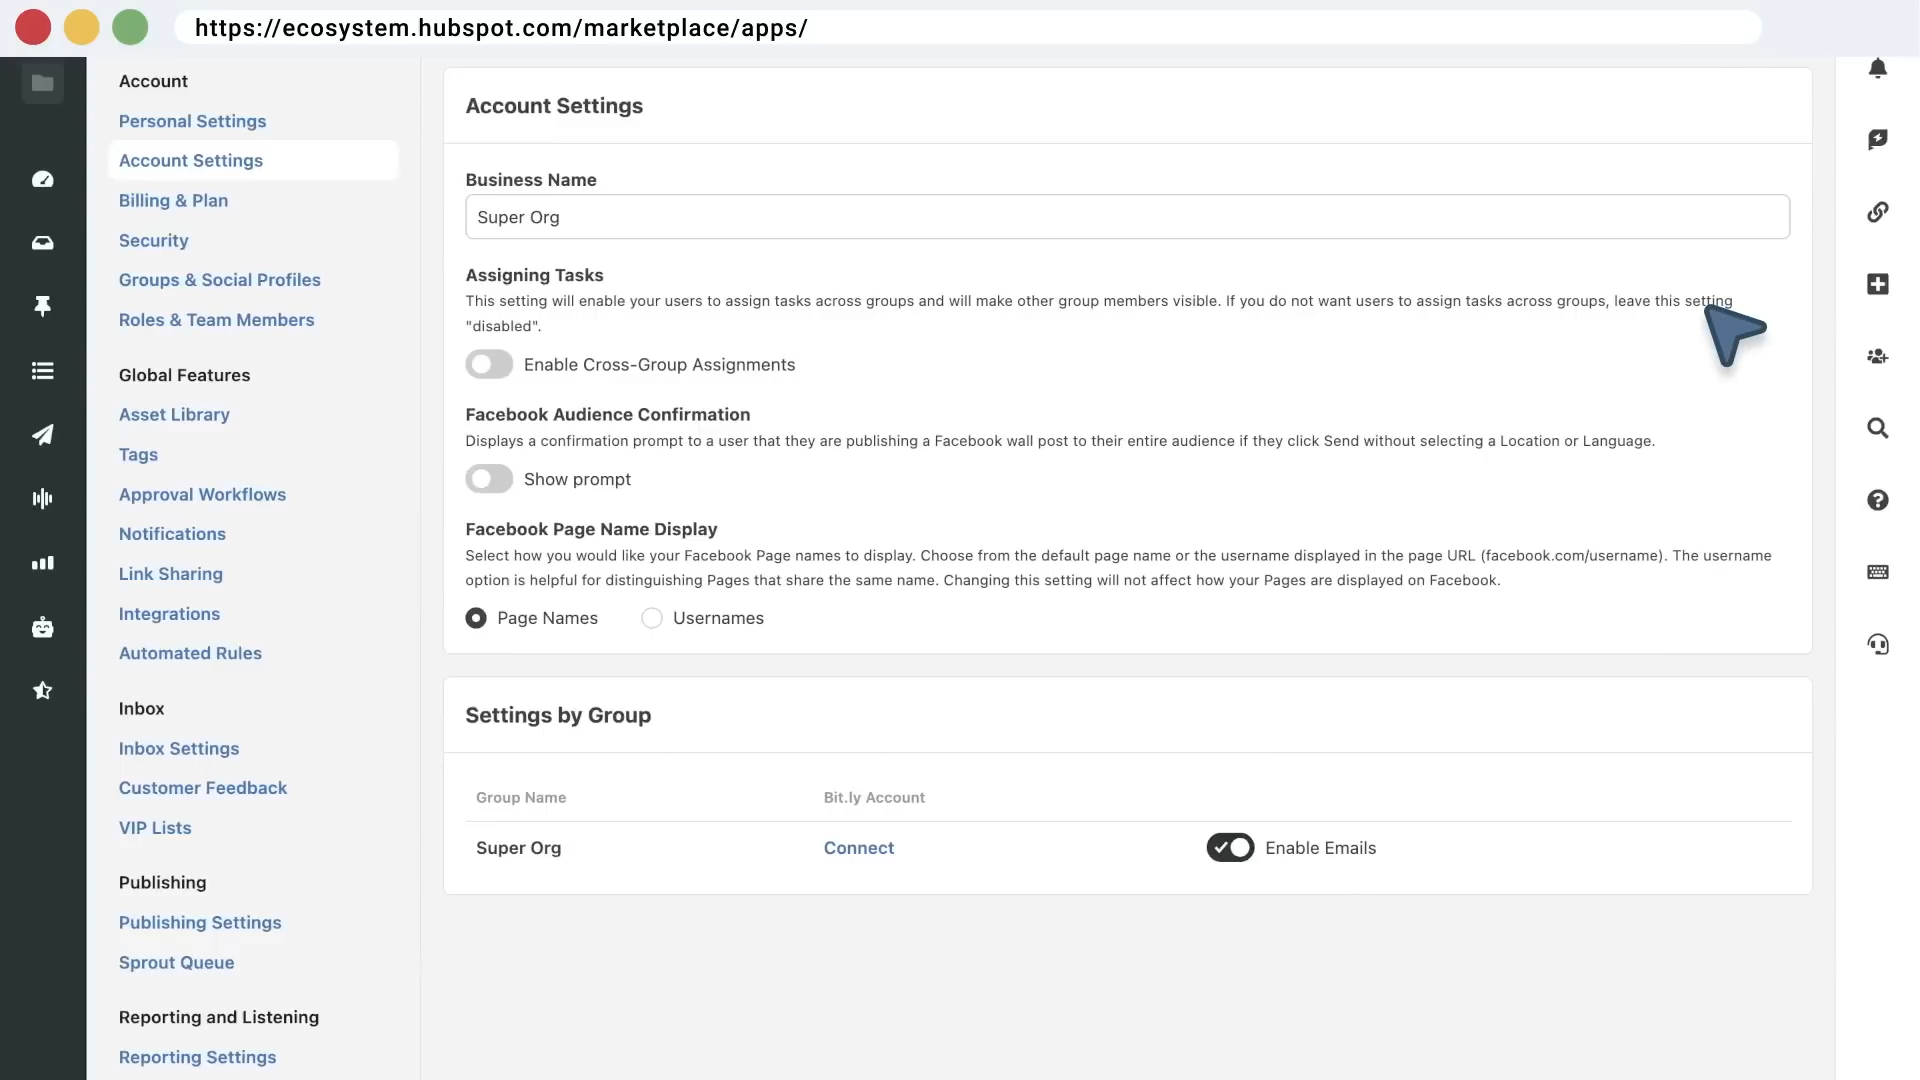 https://ecosystem.hubspot.com/marketplace/apps/
Account
Personal Settings
Account Settings
Billing & Plan
Security
Groups & Social Profiles
Roles & Team Members
Global Features
Asset Library
Tags
Approval Workflows
Notifications
Link Sharing
Integrations
Automated Rules
Inbox
Inbox Settings
Customer Feedback
VIP Lists
Publishing
Publishing Settings
Sprout Queue
Reporting and Listening
Reporting Settings
Account Settings
Business Name
Super Org
Assigning Tasks
This setting will enable your users to assign tasks across groups and will make other group members visible. If you do not want users to assign tasks across groups, leave this setting
"disabled".
Enable Cross-Group Assignments
Facebook Audience Confirmation
Displays a confirmation prompt to a user that they are publishing a Facebook wall post to their entire audience if they click Send without selecting a Location or Language.
Show prompt
Facebook Page Name Display
Select how you would like your Facebook Page names to display. Choose from the default page name or the username displayed in the page URL (facebook.com/username). The username
option is helpful for distinguishing Pages that share the same name. Changing this setting will not affect how your Pages are displayed on Facebook.
Page Names Usernames
Settings by Group
Group Name Bit.ly Account
Super Org Connect Enable Emails